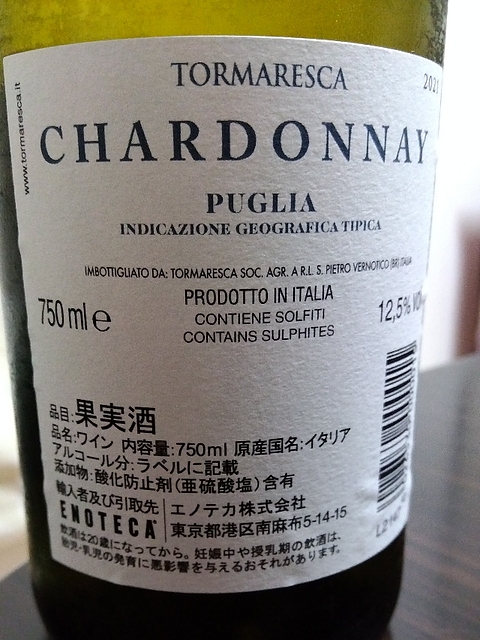 TORMARESCA
2021
www.tormaresca.it
CHARDONNAY
PUGLIA
INDICAZIONE GEOGRAFICA TIPICA
IMBOTTIGLIATO DA: TORMARESCA SOC. AGR. A R.L. S. PIETRO VERNOTICO (BR) ITALIA
750 ml e
PRODOTTO IN ITALIA
12,5% VOL
CONTIENE SOLFITI
CONTAINS SULPHITES
品目:果実酒
品名:ワイン 内容量:750ml 原産国名:イタリア
アルコール分:ラベルに記載
添加物:酸化防止剤(亜硫酸塩)含有
輸入者及び引取先
ENOTECA
エノテカ株式会社
東京都港区南麻布5-14-15
飲酒は20歳になってから。妊娠中や授乳期の飲酒は、
胎児・乳児の発育に悪影響を与えるおそれがあります。